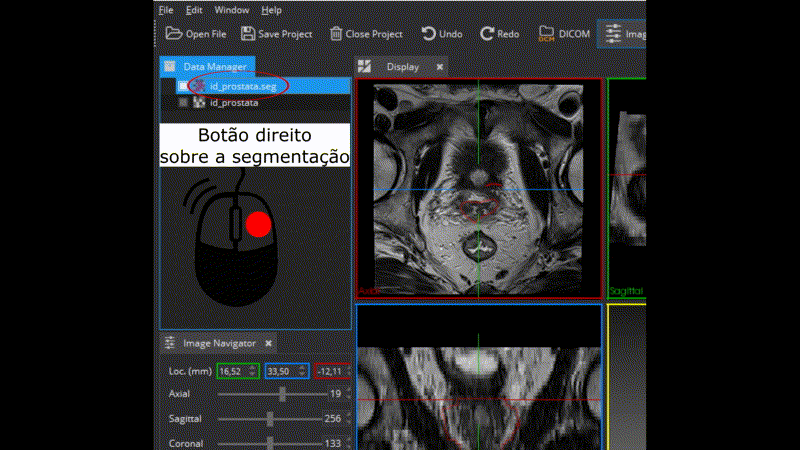 File Edit Window Help
Open File Save Project Close Project Undo Redo DICOM Imag
Data Manager
Display
id_prostata.seg
id_prostata
Botão direito
sobre a segmentação
Axial
Sagittal
Image Navigator
Loc. (mm) 16,52 33,50 -12,11
Axial 19
Sagittal 256
Coronal 133